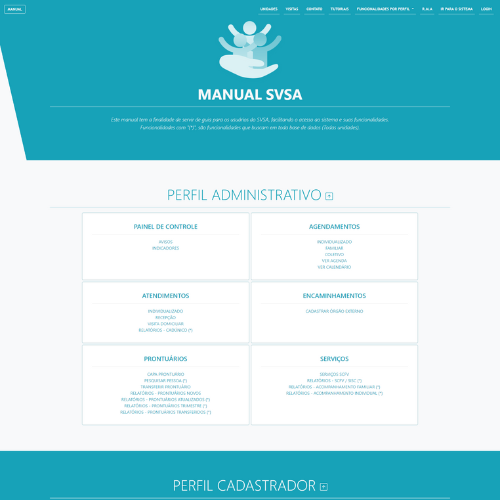 MANUAL
UNIDADES VISITAS CONTATO TUTORIAIS FUNCIONALIDADES POR PERFIL R.M.A IR PARA O SISTEMA LOGIN
MANUAL SVSA
Este manual tem a finalidade de servir de guia para os usuários do SVSA, facilitando o acesso ao sistema e suas funcionalidades.
Funcionalidades com "(*)", são funcionalidades que buscam em toda base de dados (Todas unidades).
PERFIL ADMINISTRATIVO
PAINEL DE CONTROLE
AVISOS
INDICADORES
AGENDAMENTOS
INDIVIDUALIZADO
FAMILIAR
COLETIVO
VER AGENDA
VER CALENDÁRIO
ATENDIMENTOS
INDIVIDUALIZADO
RECEPÇÃO
VISITA DOMICILIAR
RELATÓRIOS - CADÚNICO (*)
ENCAMINHAMENTOS
CADASTRAR ÓRGÃO EXTERNO
PRONTUÁRIOS
CAPA PRONTUÁRIO
PESQUISAR PESSOA (*)
TRANSFERIR PRONTUÁRIO
RELATÓRIOS - PRONTUÁRIOS NOVOS
RELATÓRIOS - PRONTUÁRIOS ATUALIZADOS (*)
RELATÓRIOS - PRONTUÁRIOS TRANSFERIR (*)
RELATÓRIOS - PRONTUÁRIOS TRANSFERIDOS (*)
SERVIÇOS
SERVIÇOS SCFV
RELATÓRIOS - SCFV / SCC (*)
RELATÓRIOS - ACOMPANHAMENTO FAMILIAR (*)
RELATÓRIOS - ACOMPANHAMENTO INDIVIDUAL (*)
PERFIL CADASTRADOR